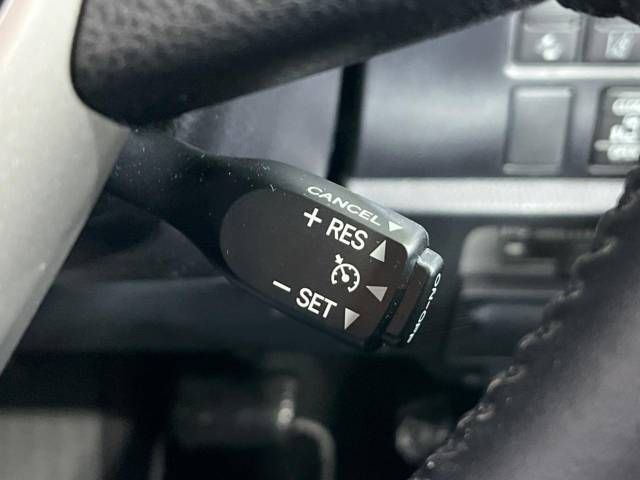 CANCEL
+ RES
- SET
ON-OFF